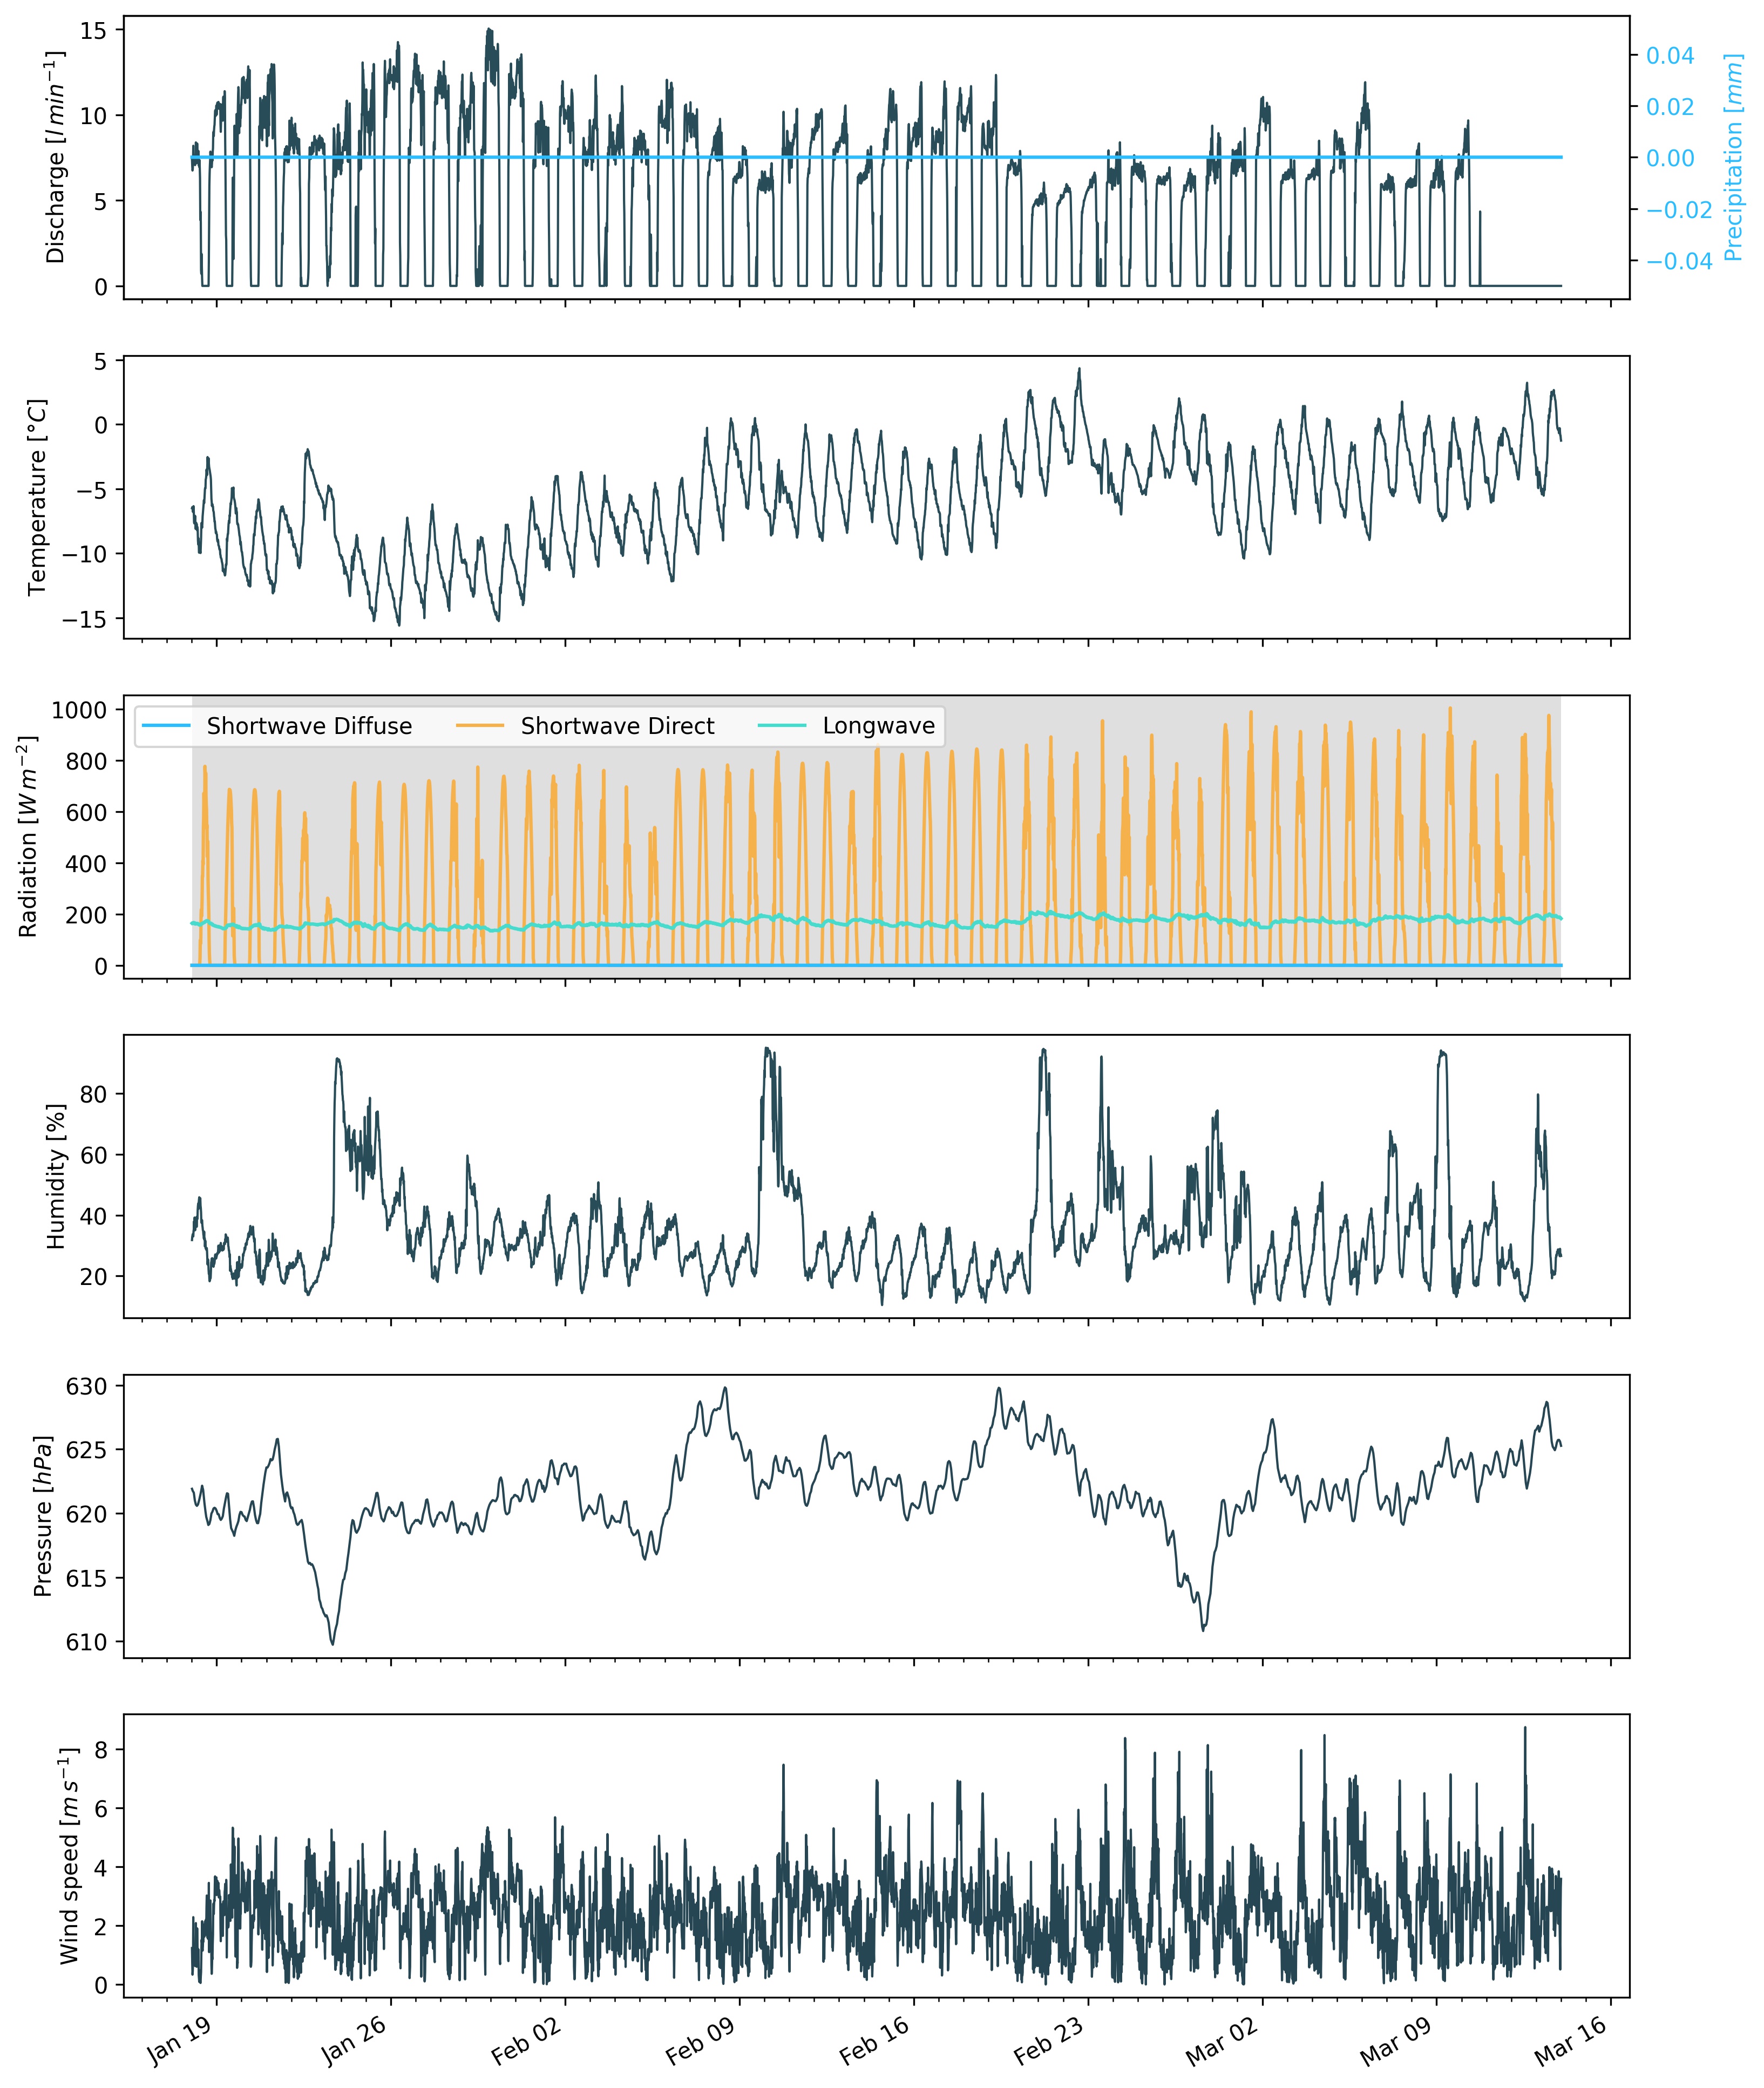 15
10
5
0
Discharge [l min⁻¹]
0.04
0.02
0.00
−0.02
−0.04
Precipitation [mm]
5
0
−5
−10
−15
Temperature [°C]
1000
800
600
400
200
0
Radiation [W m⁻²]
Shortwave Diffuse
Shortwave Direct
Longwave
80
60
40
20
Humidity [%]
630
625
620
615
610
Pressure [hPa]
8
6
4
2
0
Wind speed [m s⁻¹]
Jan 19
Jan 26
Feb 02
Feb 09
Feb 16
Feb 23
Mar 02
Mar 09
Mar 16